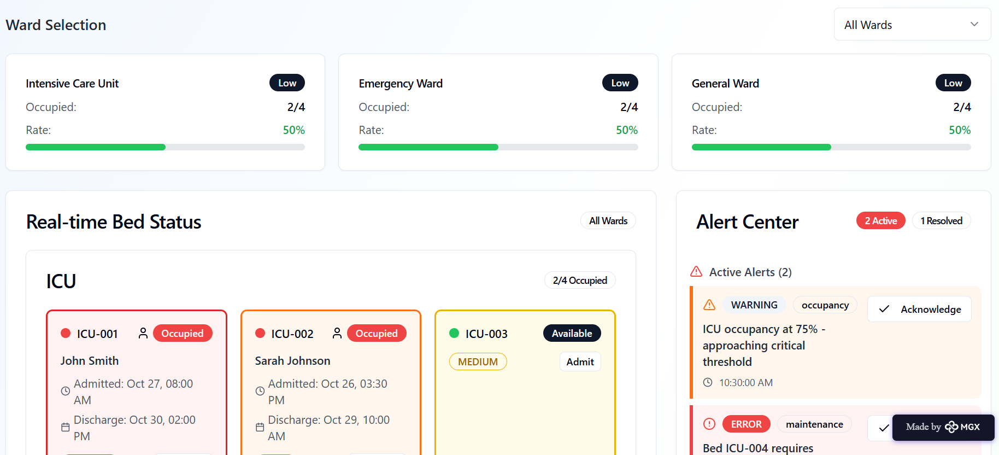 Ward Selection
All Wards
Intensive Care Unit
Low
Occupied:
2/4
Rate:
50%
Emergency Ward
Low
Occupied:
2/4
Rate:
50%
General Ward
Low
Occupied:
2/4
Rate:
50%
Real-time Bed Status
All Wards
ICU
2/4 Occupied
ICU-001
Occupied
John Smith
Admitted: Oct 27, 08:00
AM
Discharge: Oct 30, 02:00
PM
ICU-002
Occupied
Sarah Johnson
Admitted: Oct 26, 03:30
PM
Discharge: Oct 29, 10:00
AM
ICU-003
Available
MEDIUM
Admit
Alert Center
2 Active
1 Resolved
Active Alerts (2)
WARNING
occupancy
Acknowledge
ICU occupancy at 75% -
approaching critical
threshold
10:30:00 AM
ERROR
maintenance
Bed ICU-004 requires
Made by MGX